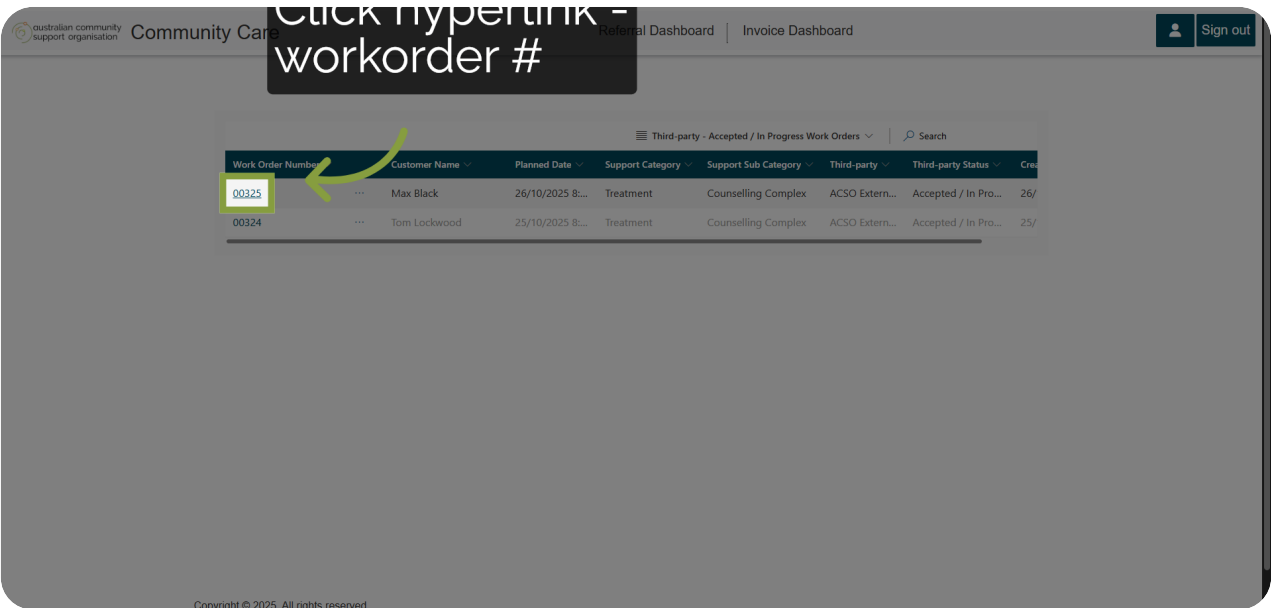 Click hyperlink -
workorder #
australian community
support organisation
Community Care
Referral Dashboard
Invoice Dashboard
Sign out
Third-party - Accepted / In Progress Work Orders
Search
Work Order Number Customer Name Planned Date Support Category Support Sub Category Third-party Third-party Status Crea
00325 ... Max Black 26/10/2025 8:... Treatment Counselling Complex ACSO Extern... Accepted / In Pro... 26/
00324 ... Tom Lockwood 25/10/2025 8:... Treatment Counselling Complex ACSO Extern... Accepted / In Pro... 25/
Copyright © 2025. All rights reserved